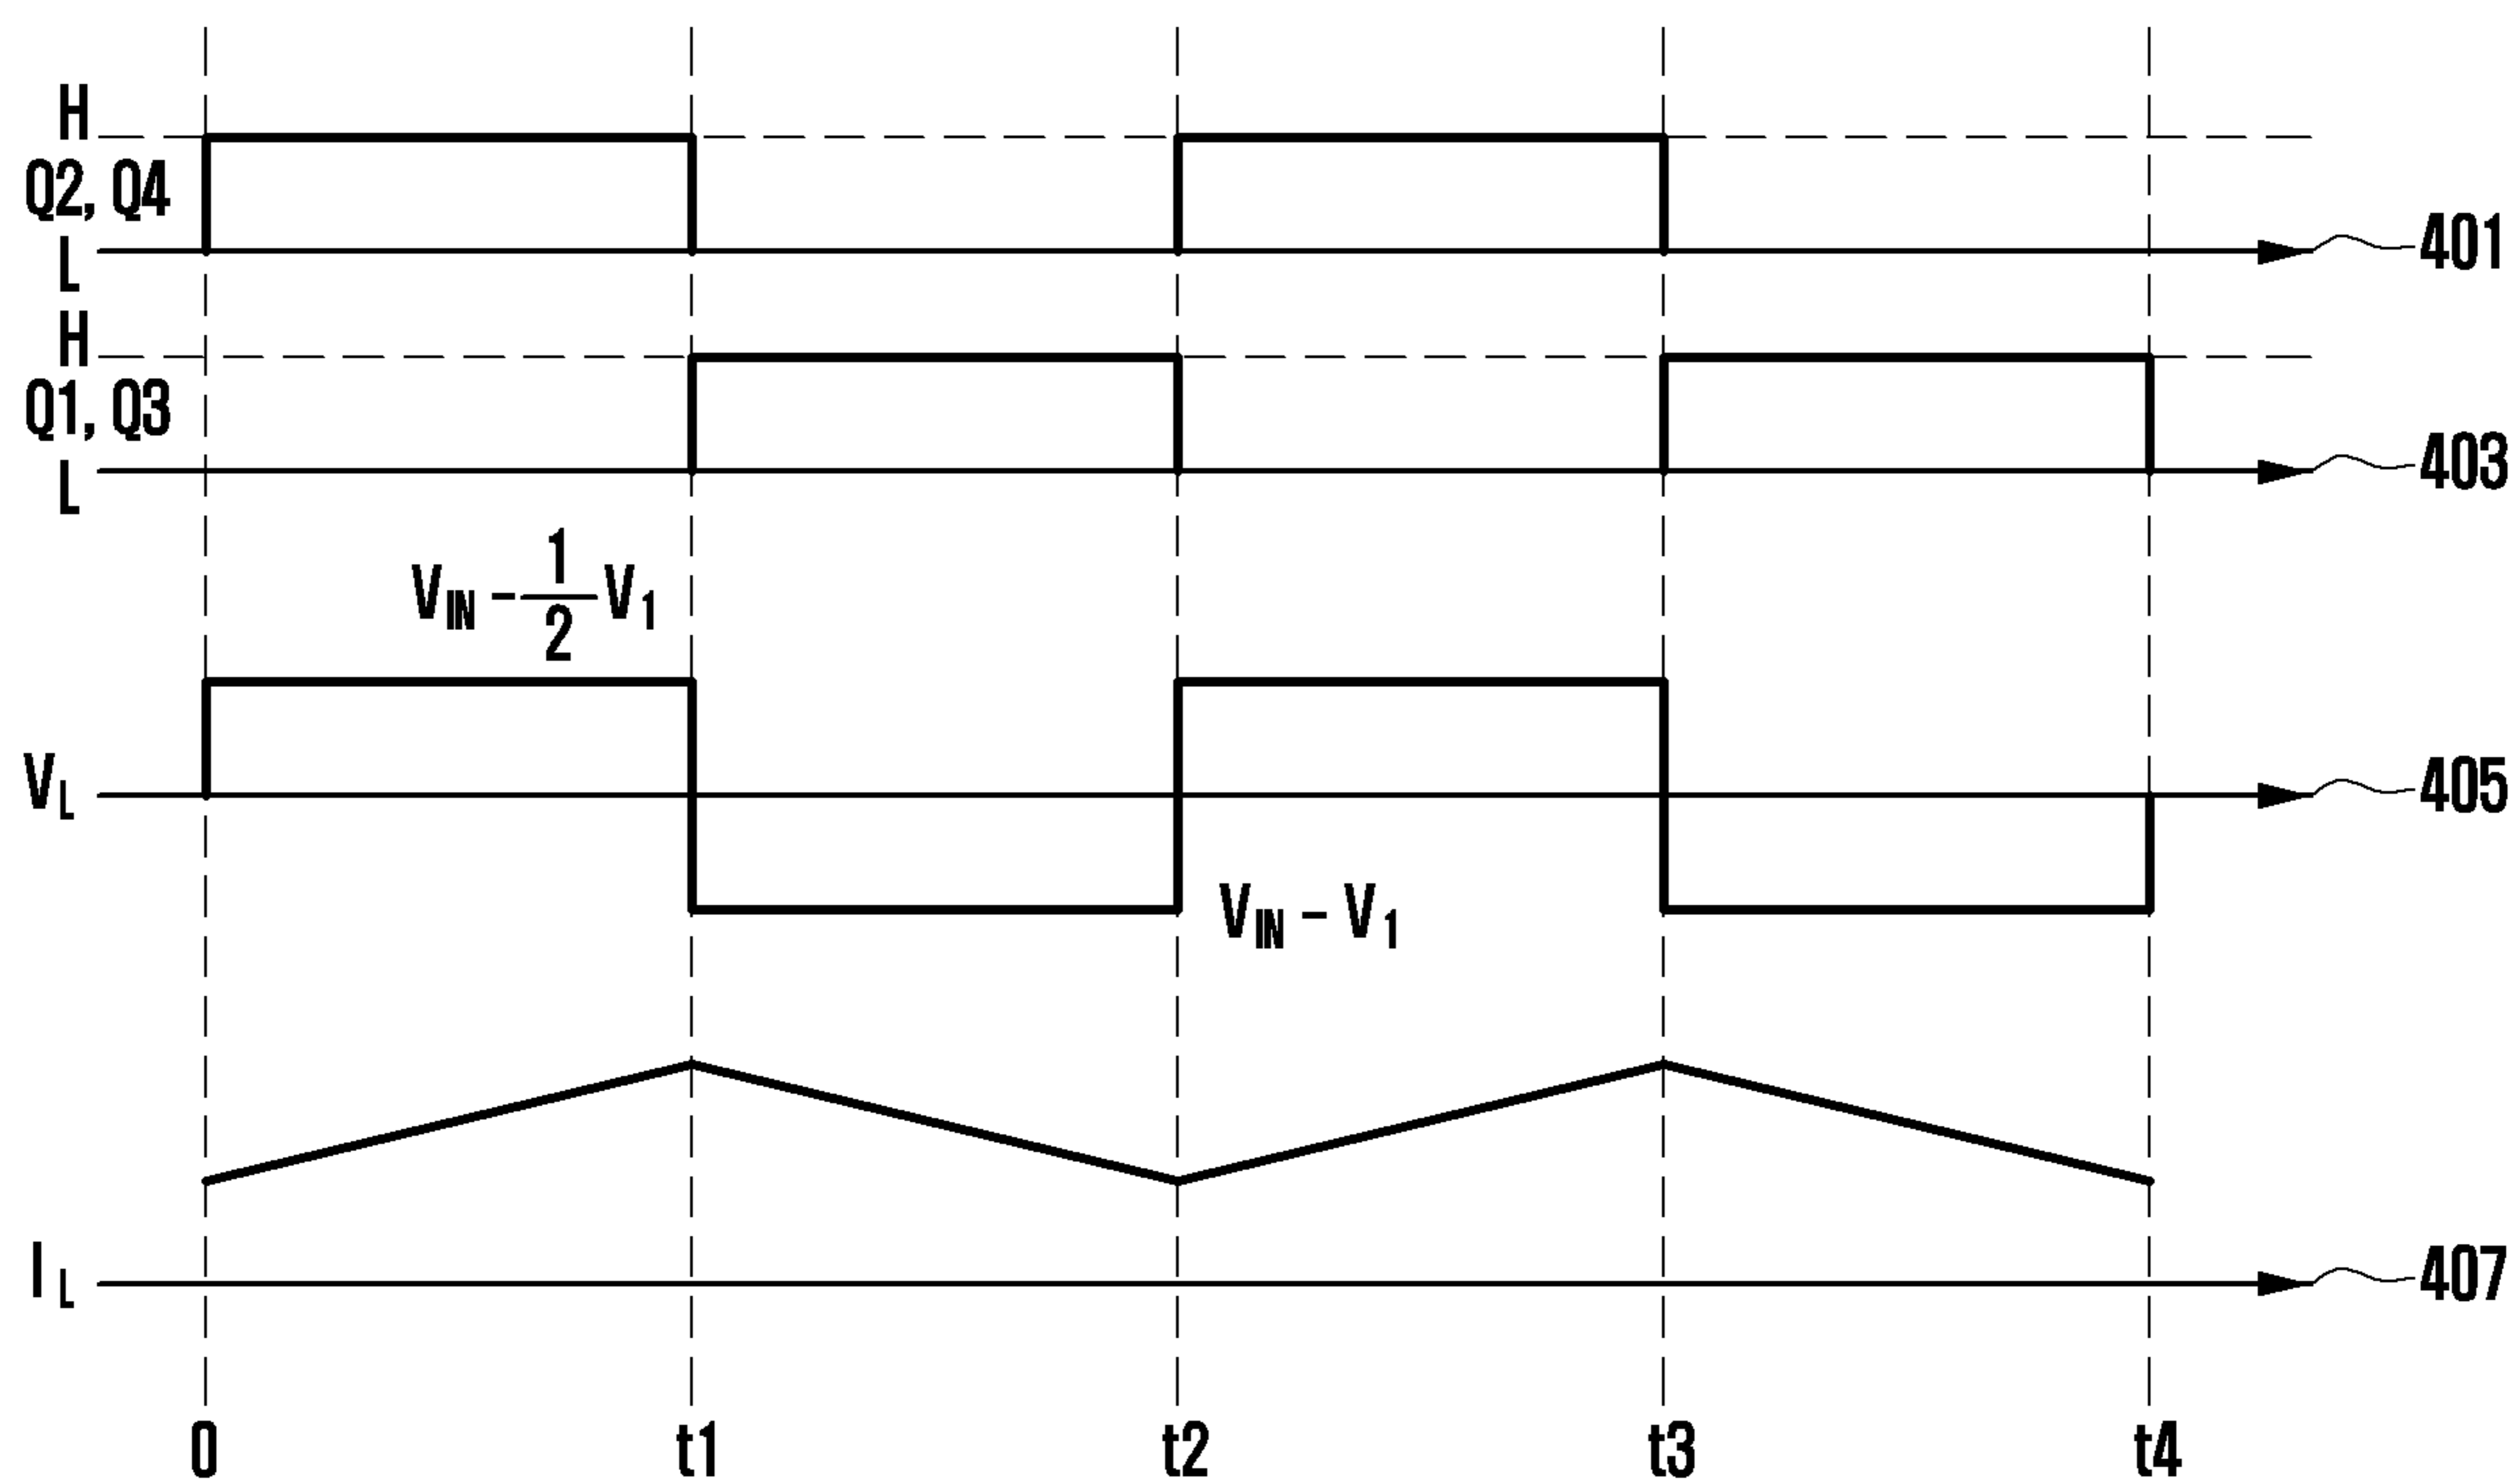 H
Q2, Q4
L
401
H
Q1, Q3
L
403
V_IN - 1/2 V_1
V_L
405
V_IN - V_1
I_L
407
0 t1 t2 t3 t4